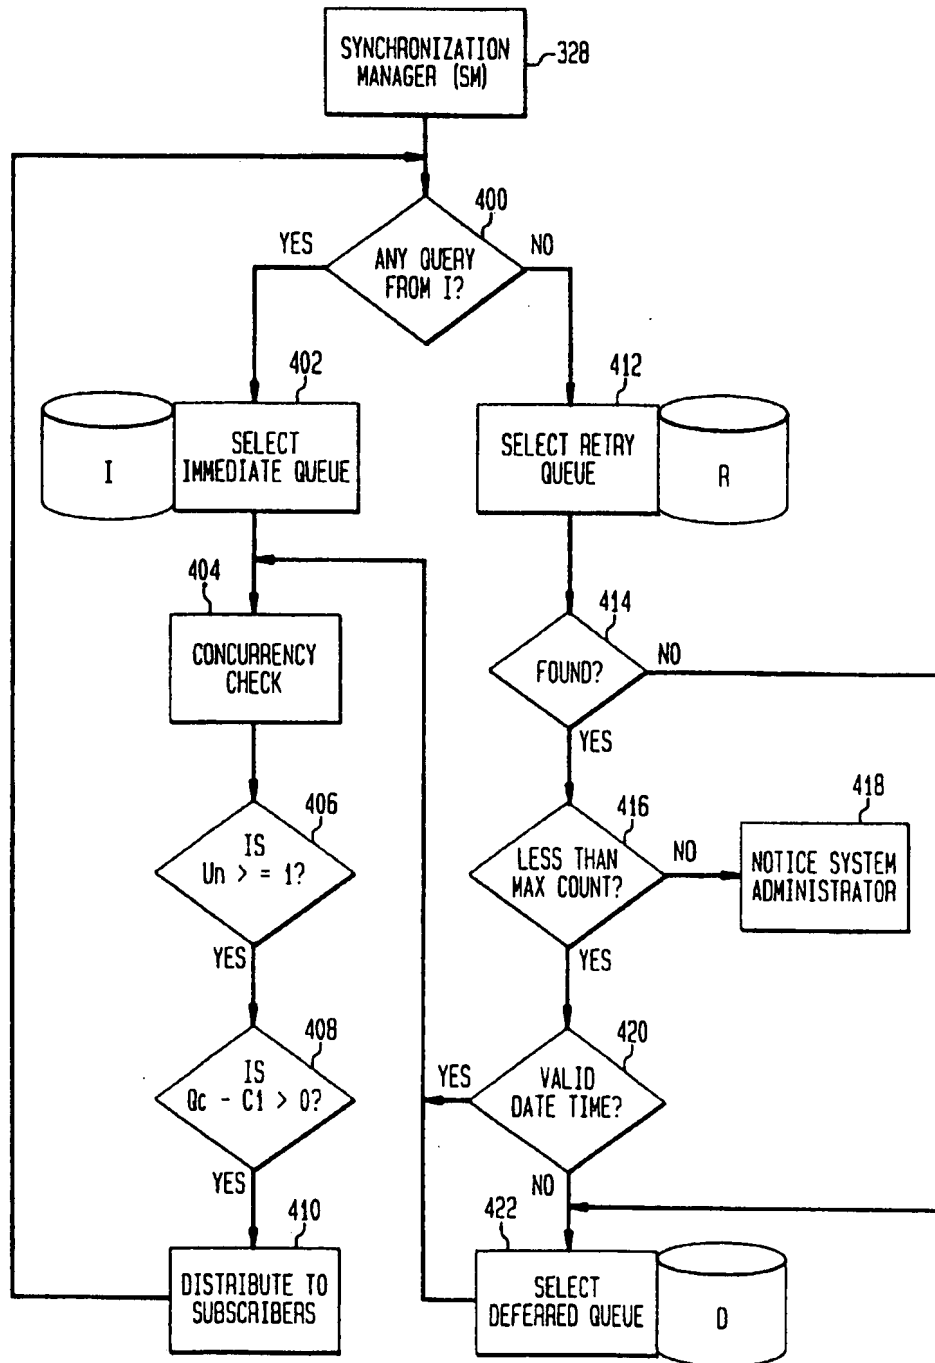 SYNCHRONIZATION
MANAGER (SM)
328
400
YES
NO
ANY QUERY
FROM I?
402
412
I
SELECT
IMMEDIATE QUEUE
SELECT RETRY
QUEUE
R
404
CONCURRENCY
CHECK
414
FOUND?
NO
YES
406
IS
Un > = 1?
YES
416
LESS THAN
MAX COUNT?
NO
YES
418
NOTICE SYSTEM
ADMINISTRATOR
408
IS
Qc - C1 > 0?
YES
420
YES
VALID
DATE TIME?
NO
410
DISTRIBUTE TO
SUBSCRIBERS
422
SELECT
DEFERRED QUEUE
D